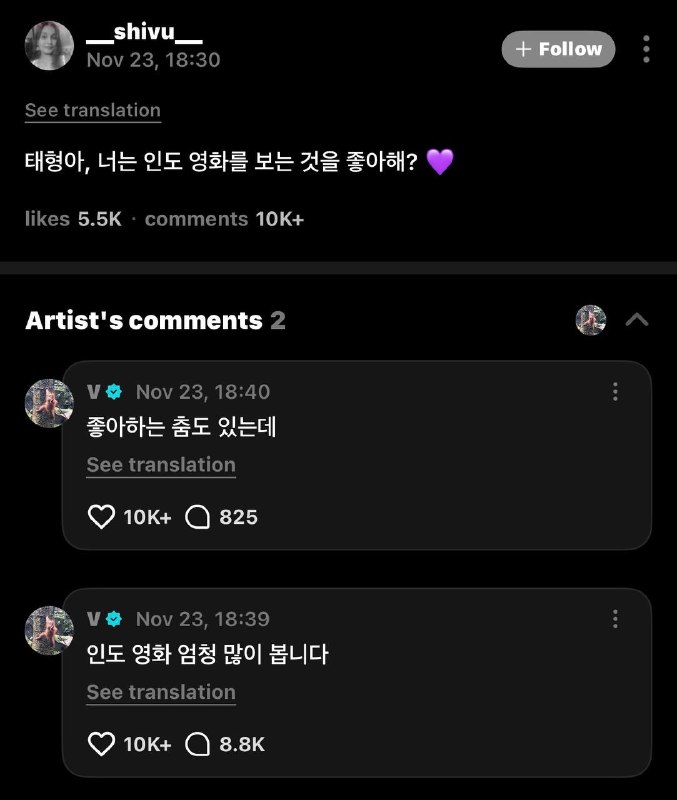 __shivu__
Nov 23, 18:30
+ Follow
See translation
태형아, 너는 인도 영화를 보는 것을 좋아해? 💜
likes 5.5K · comments 10K+
Artist's comments 2
V Nov 23, 18:40
좋아하는 춤도 있는데
See translation
10K+ 825
V Nov 23, 18:39
인도 영화 엄청 많이 봅니다
See translation
10K+ 8.8K